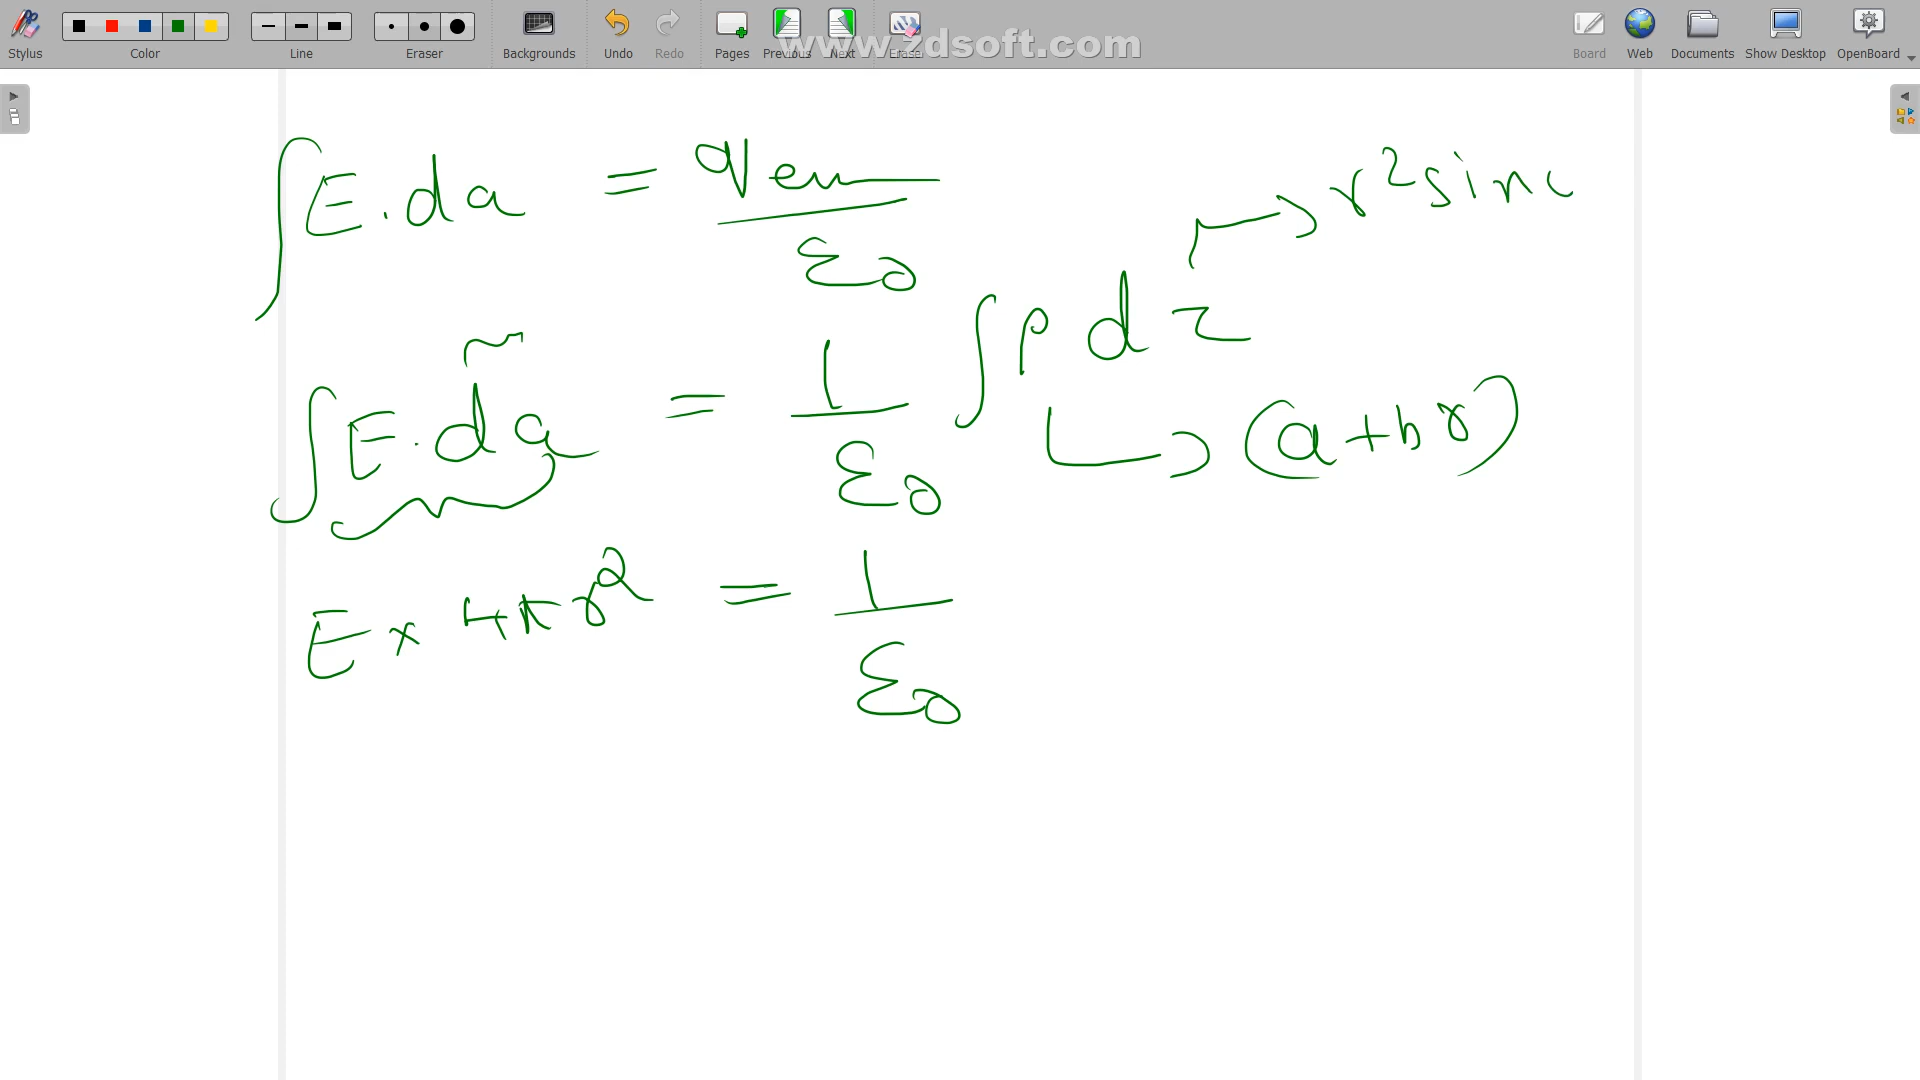 Stylus Color Line Eraser Backgrounds Undo Redo Pages Previous Next Erase Board Web Documents Show Desktop OpenBoard
www.zdsoft.com
∫E.da = q en / ε0
→ r²sin
∫E.da = 1/ε0 ∫ρ dτ
↳ (a+br)
E × 4πr² = 1/ε0